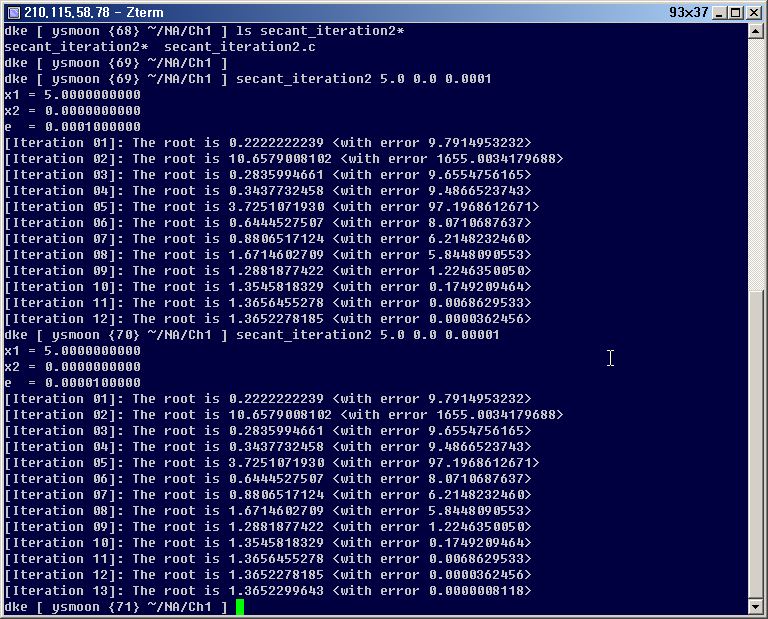 210.115.58.78 - Zterm 93×37
dke [ ysmoon {68} ~/NA/Ch1 ] ls secant_iteration2*
secant_iteration2*  secant_iteration2.c
dke [ ysmoon {69} ~/NA/Ch1 ]
dke [ ysmoon {69} ~/NA/Ch1 ] secant_iteration2 5.0 0.0 0.0001
x1 = 5.0000000000
x2 = 0.0000000000
e  = 0.0001000000
[Iteration 01]: The root is 0.2222222239 <with error 9.7914953232>
[Iteration 02]: The root is 10.6579008102 <with error 1655.0034179688>
[Iteration 03]: The root is 0.2835994661 <with error 9.6554756165>
[Iteration 04]: The root is 0.3437732458 <with error 9.4866523743>
[Iteration 05]: The root is 3.7251071930 <with error 97.1968612671>
[Iteration 06]: The root is 0.6444527507 <with error 8.0710687637>
[Iteration 07]: The root is 0.8806517124 <with error 6.2148232460>
[Iteration 08]: The root is 1.6714602709 <with error 5.8448090553>
[Iteration 09]: The root is 1.2881877422 <with error 1.2246350050>
[Iteration 10]: The root is 1.3545818329 <with error 0.1749209464>
[Iteration 11]: The root is 1.3656455278 <with error 0.0068629533>
[Iteration 12]: The root is 1.3652278185 <with error 0.0000362456>
dke [ ysmoon {70} ~/NA/Ch1 ] secant_iteration2 5.0 0.0 0.00001
x1 = 5.0000000000
x2 = 0.0000000000
e  = 0.0000100000
[Iteration 01]: The root is 0.2222222239 <with error 9.7914953232>
[Iteration 02]: The root is 10.6579008102 <with error 1655.0034179688>
[Iteration 03]: The root is 0.2835994661 <with error 9.6554756165>
[Iteration 04]: The root is 0.3437732458 <with error 9.4866523743>
[Iteration 05]: The root is 3.7251071930 <with error 97.1968612671>
[Iteration 06]: The root is 0.6444527507 <with error 8.0710687637>
[Iteration 07]: The root is 0.8806517124 <with error 6.2148232460>
[Iteration 08]: The root is 1.6714602709 <with error 5.8448090553>
[Iteration 09]: The root is 1.2881877422 <with error 1.2246350050>
[Iteration 10]: The root is 1.3545818329 <with error 0.1749209464>
[Iteration 11]: The root is 1.3656455278 <with error 0.0068629533>
[Iteration 12]: The root is 1.3652278185 <with error 0.0000362456>
[Iteration 13]: The root is 1.3652299643 <with error 0.0000008118>
dke [ ysmoon {71} ~/NA/Ch1 ]